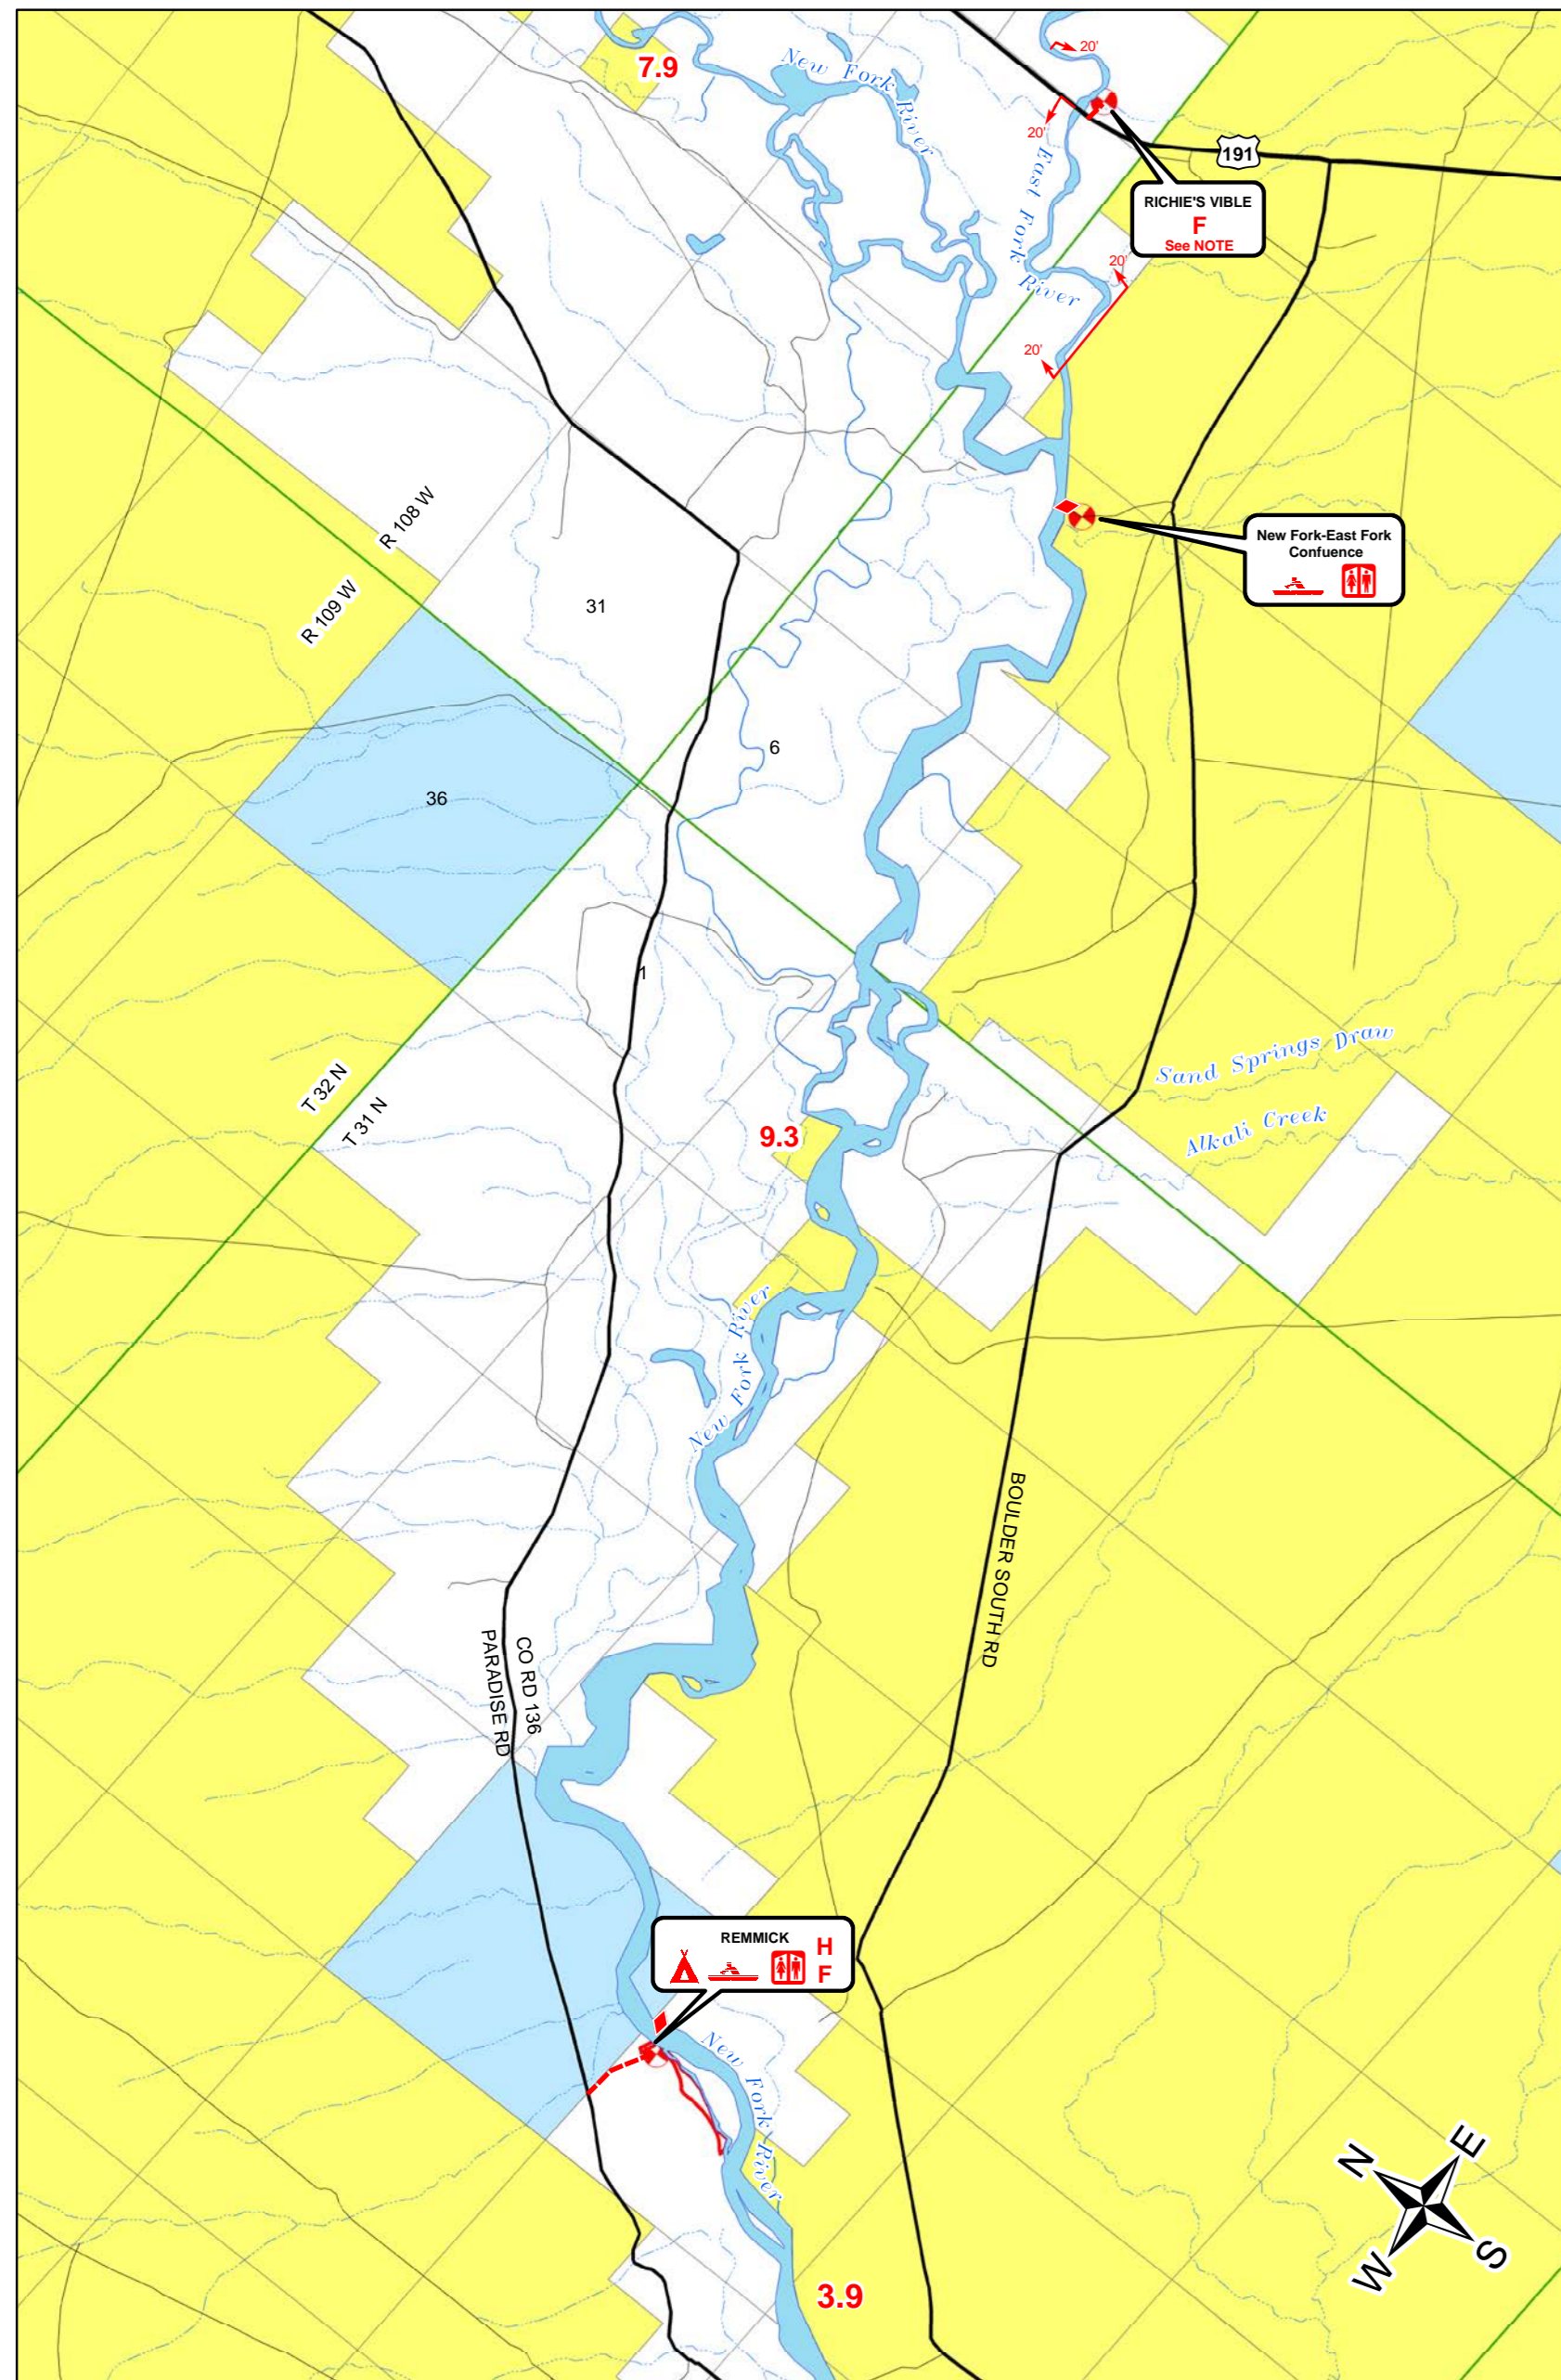 7.9
New Fork River
20'
20'
East Fork River
191
RICHIE'S VIBLE
F
See NOTE
20'
20'
New Fork-East Fork
Confuence
R 108 W
R 109 W
31
6
36
1
T 32 N
T 31 N
Sand Springs Draw
Alkali Creek
9.3
New Fork River
BOULDER SOUTH RD
CO RD 136
PARADISE RD
REMMICK
H
F
New Fork River
N
E
W
S
3.9